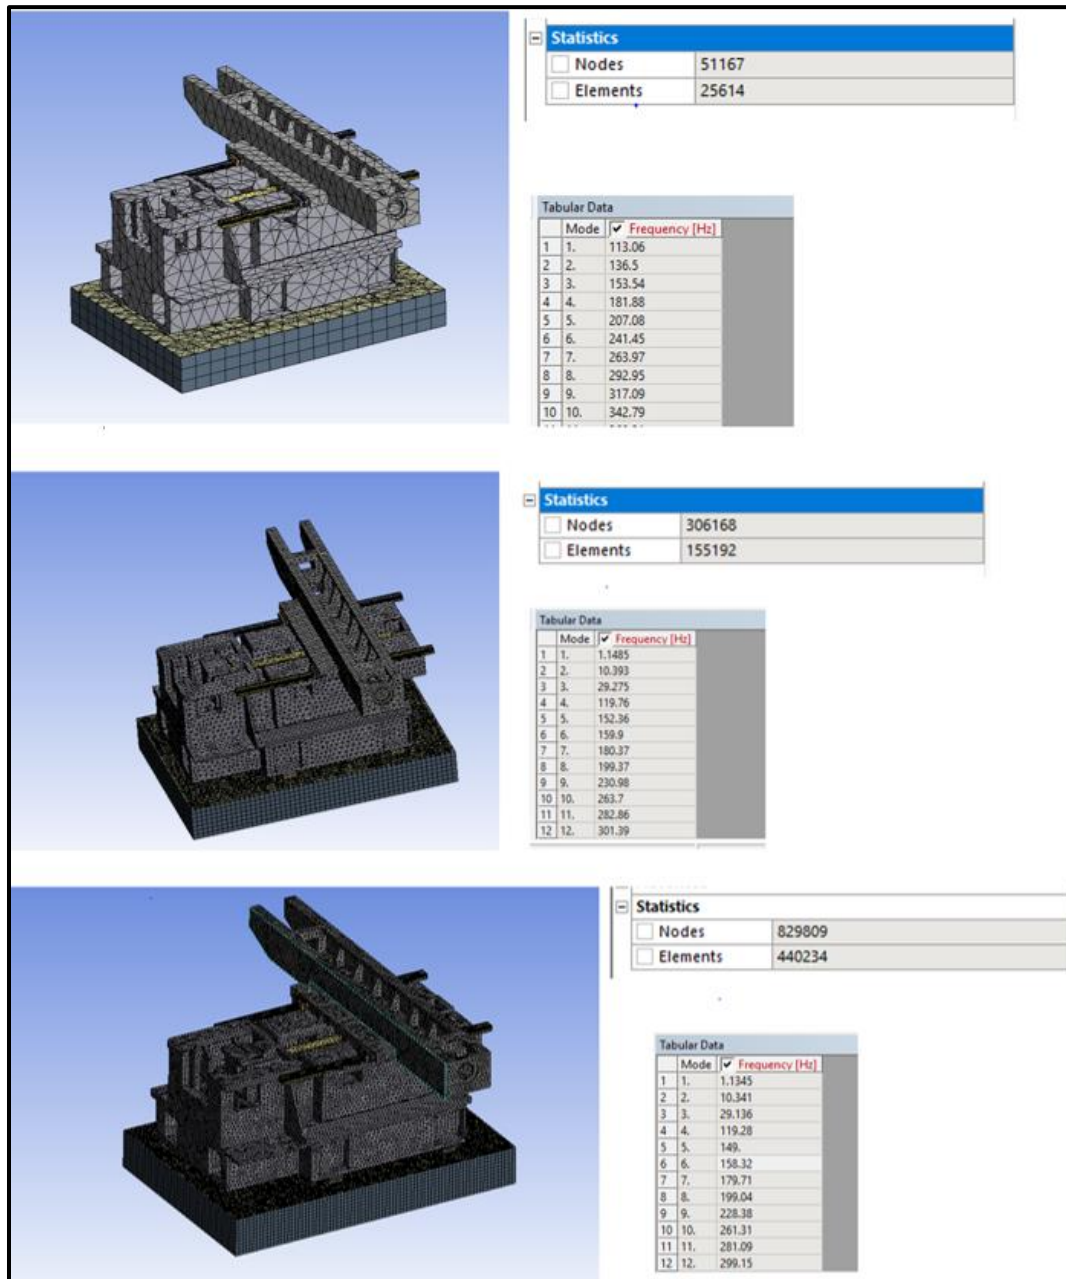 Statistics
Nodes 51167
Elements 25614
Tabular Data
Mode Frequency [Hz]
1 1. 113.06
2 2. 136.5
3 3. 153.54
4 4. 181.88
5 5. 207.08
6 6. 241.45
7 7. 263.97
8 8. 292.95
9 9. 317.09
10 10. 342.79
Statistics
Nodes 306168
Elements 155192
Tabular Data
Mode Frequency [Hz]
1 1. 1.1485
2 2. 10.393
3 3. 29.275
4 4. 119.76
5 5. 152.36
6 6. 159.9
7 7. 180.37
8 8. 199.37
9 9. 230.98
10 10. 263.7
11 11. 282.86
12 12. 301.39
Statistics
Nodes 829809
Elements 440234
Tabular Data
Mode Frequency [Hz]
1 1. 1.1345
2 2. 10.341
3 3. 29.136
4 4. 119.28
5 5. 149.
6 6. 158.32
7 7. 179.71
8 8. 199.04
9 9. 228.38
10 10. 261.31
11 11. 281.09
12 12. 299.15